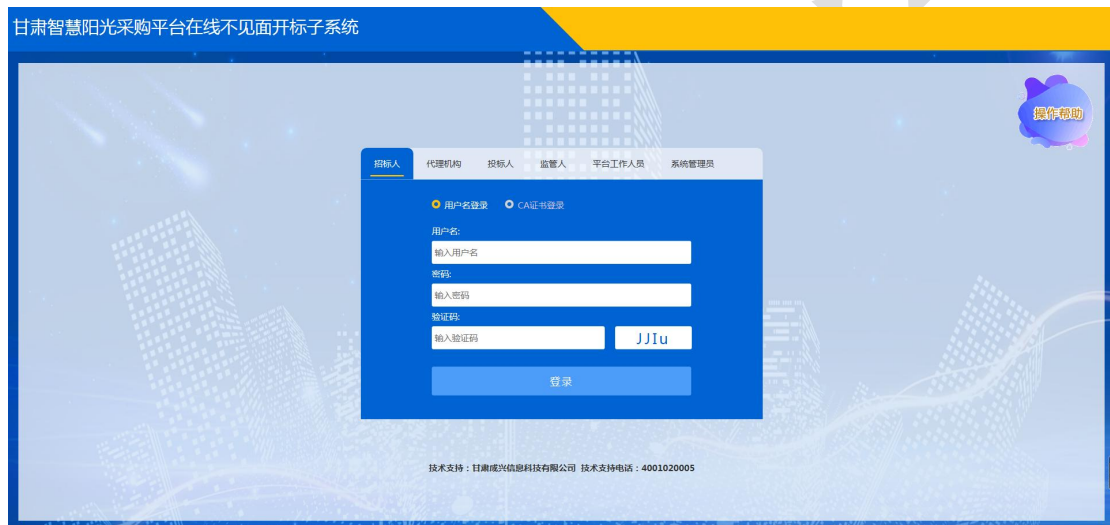 甘肃智慧阳光采购平台在线不见面开标子系统
操作帮助
招标人 代理机构 投标人 监管人 平台工作人员 系统管理员
用户名登录 CA证书登录
用户名:
输入用户名
密码:
输入密码
验证码:
输入验证码 JJIu
登录
技术支持：甘肃成兴信息科技有限公司 技术支持电话：4001020005